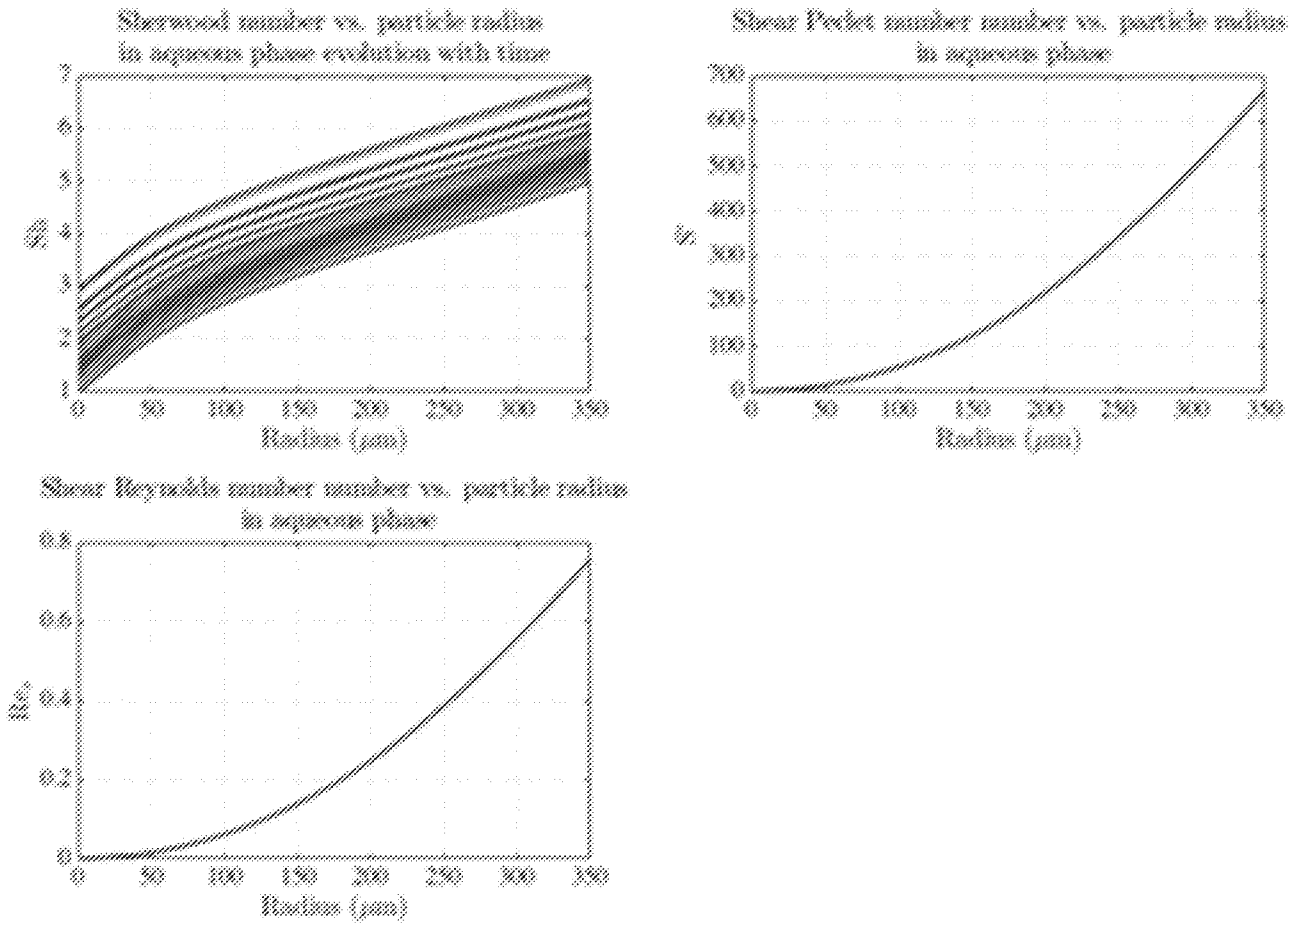 Sherwood number vs. particle radius
in aqueous phase evolution with time
7
6
5
4
3
2
1
0 50 100 150 200 250 300 350
Radius (μm)
Shear Peclet number number vs. particle radius
in aqueous phase
700
600
500
400
300
200
100
0
0 50 100 150 200 250 300 350
Radius (μm)
Shear Reynolds number number vs. particle radius
in aqueous phase
Re_s
0.8
0.6
0.4
0.2
0
0 50 100 150 200 250 300 350
Radius (μm)